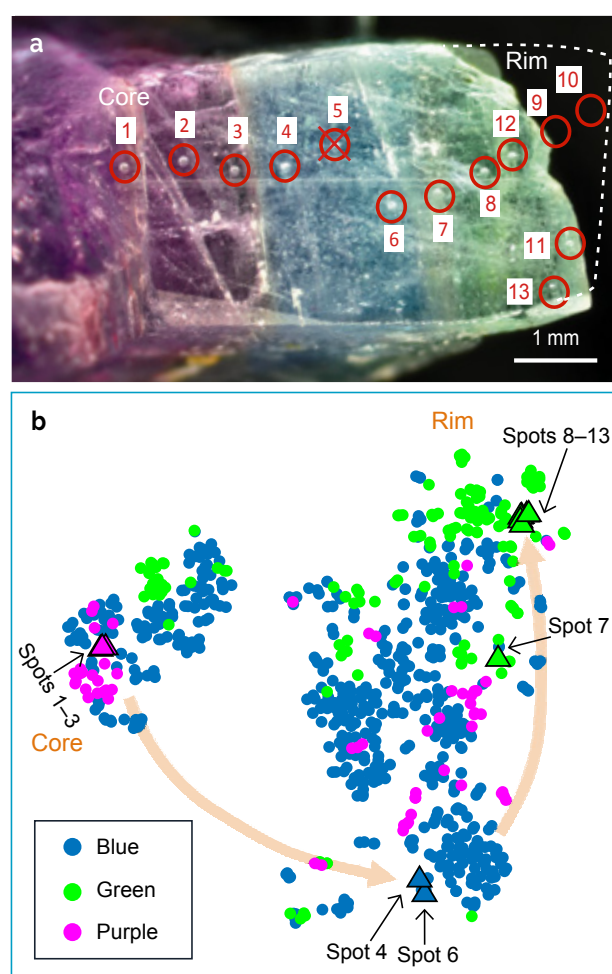 a
Core
Rim
1
2
3
4
5
6
7
8
12
9
10
11
13
1 mm
b
Rim
Spots 8–13
Spot 7
Spots 1–3
Core
Spot 4
Spot 6
Blue
Green
Purple